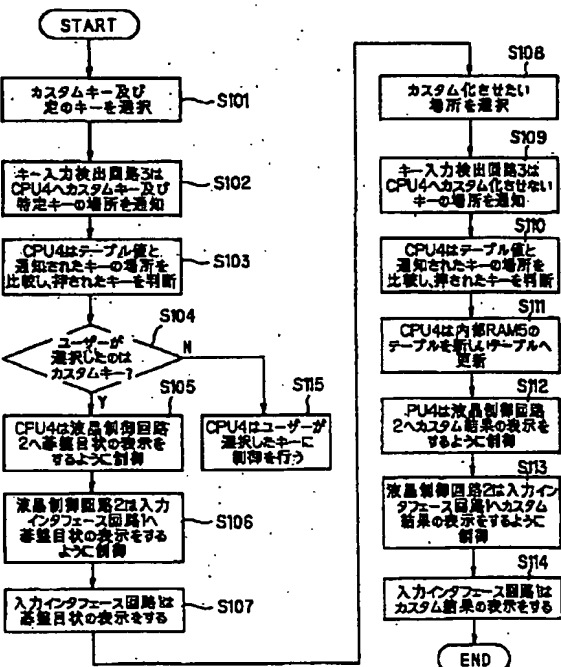 START
カスタムキー及び
定のキーを選択
S101
キー入力検出回路3は
CPU4へカスタムキー及び
特定キーの場所を通知
S102
CPU4はテーブル値と
通知されたキーの場所を
比較し、押されたキーを判断
S103
ユーザーが
選択したのは
カスタムキー?
S104
N
Y
S105
CPU4は液晶制御回路
2へ基盤目状の表示を
するように制御
S115
CPU4はユーザーが
選択したキーに
制御を行う
液晶制御回路2は入力
インタフェース回路1へ
基盤目状の表示をする
ように制御
S106
入力インタフェース回路1は
基盤目状の表示をする
S107
S108
カスタム化させたい
場所を選択
S109
キー入力検出回路3は
CPU4へカスタム化させない
キーの場所を通知
S110
CPU4はテーブル値と
通知されたキーの場所を
比較し、押されたキーを判断
S111
CPU4は内部RAM5の
テーブルを新しいテーブルへ
更新
S112
PU4は液晶制御回路
2へカスタム結果の表示を
するように制御
S113
液晶制御回路2は入力イン
タフェース回路1へカスタム
結果の表示をするように
制御
S114
入力インタフェース回路1は
カスタム結果の表示をする
END